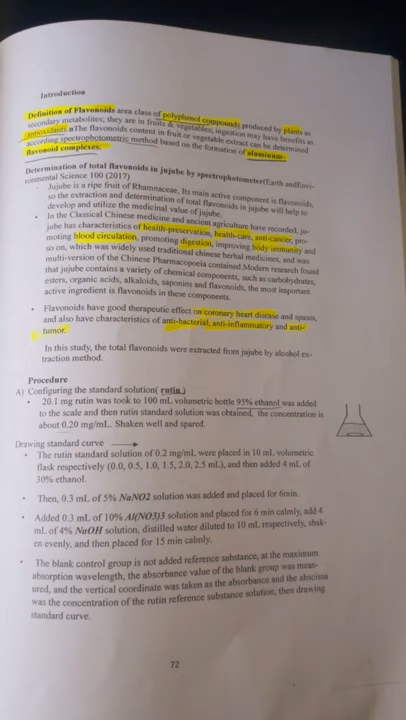 Introduction
Definition of Flavonoids area class of polyphenol compounds produced by plants as
secondary metabolites; they are in fruits & vegetables; ingestion may have benefits as
antioxidants. The flavonoids content in fruit or vegetable extract can be determined
according spectrophotometric method based on the formation of aluminum-
flavonoid complexes.
Determination of total flavonoids in jujube by spectrophotometer(Earth andEnvi-
ronmental Science 100 (2017)
Jujube is a ripe fruit of Rhamnaceae, Its main active component is flavonoids,
so the extraction and determination of total flavonoids in jujube will help to
develop and utilize the medicinal value of jujube.
• In the Classical Chinese medicine and ancient agriculture have recorded, ju-
jube has characteristics of health-preservation, health-care, anti-cancer, pro-
moting blood circulation, promoting digestion, improving body immunity and
so on, which was widely used traditional chinese herbal medicines, and was
multi-version of the Chinese Pharmacopoeia contained.Modern research found
that jujube contains a variety of chemical components, such as carbohydrates,
esters, organic acids, alkaloids, saponins and flavonoids, the most important
active ingredient is flavonoids in these components.
• Flavonoids have good therapeutic effect on coronary heart disease and spasm,
and also have characteristics of anti-bacterial, anti-inflammatory and anti-
tumor.
In this study, the total flavonoids were extracted from jujube by alcohol ex-
traction method.
Procedure
A) Configuring the standard solution( rutin )
• 20.1 mg rutin was took to 100 mL volumetric bottle 95% ethanol was added
to the scale and then rutin standard solution was obtained, the concentration is
about 0.20 mg/mL. Shaken well and spared.
Drawing standard curve
• The rutin standard solution of 0.2 mg/mL were placed in 10 mL volumetric
flask respectively (0.0, 0.5, 1.0, 1.5, 2.0, 2.5 mL), and then added 4 mL of
30% ethanol.
• Then, 0.3 mL of 5% NaNO2 solution was added and placed for 6min.
• Added 0.3 mL of 10% Al(NO3)3 solution and placed for 6 min calmly, add 4
mL of 4% NaOH solution, distilled water diluted to 10 mL respectively, shak-
en evenly, and then placed for 15 min calmly.
• The blank control group is not added reference substance, at the maximum
absorption wavelength, the absorbance value of the blank group was meas-
ured, and the vertical coordinate was taken as the absorbance and the abscissa
was the concentration of the rutin reference substance solution, then drawing
standard curve.
72